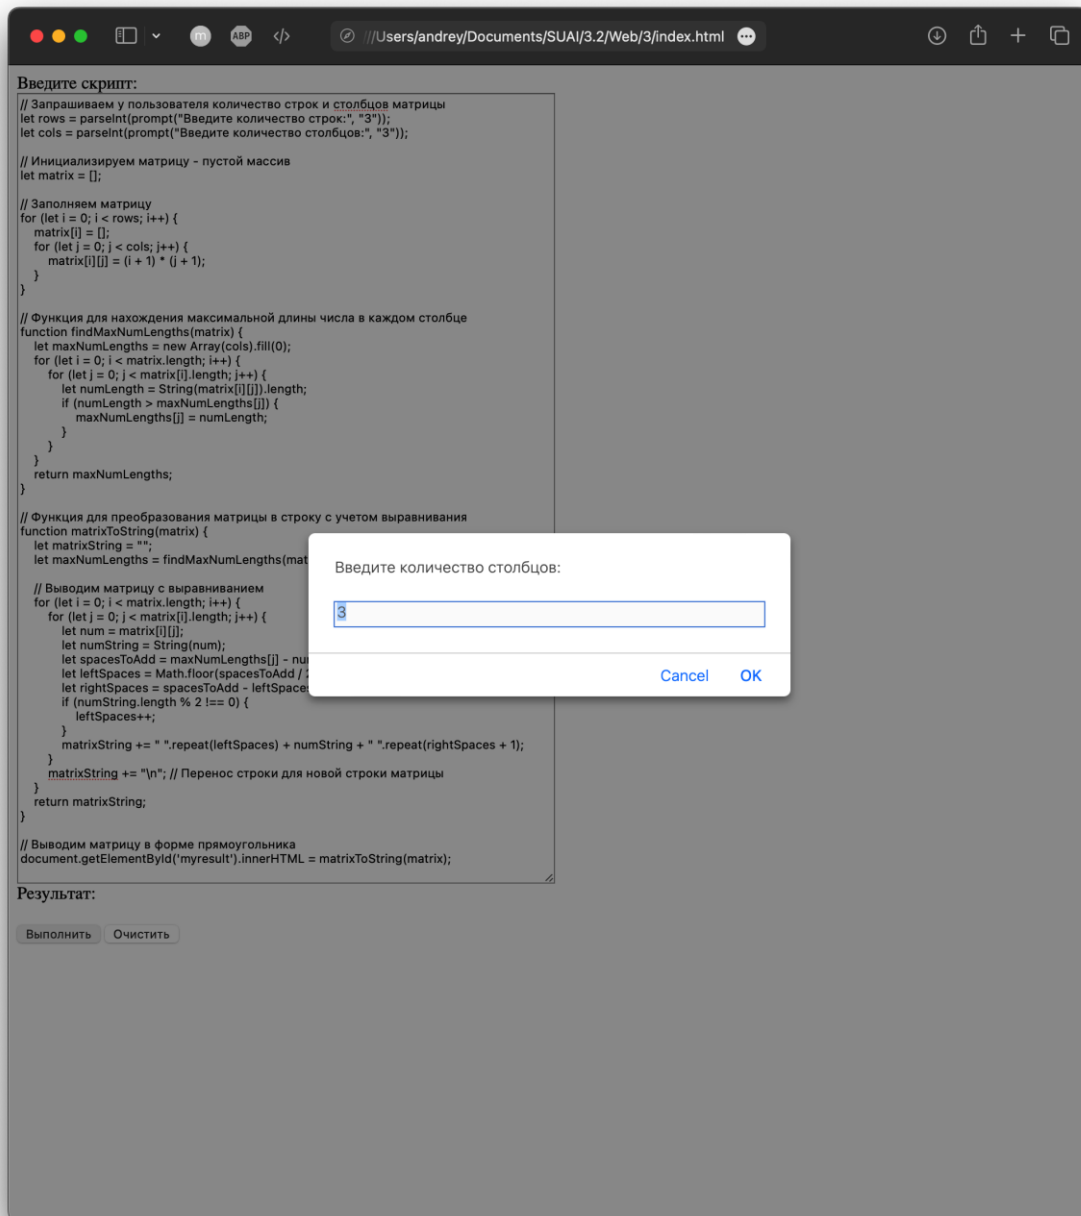 m
ABP
</>
///Users/andrey/Documents/SUAI/3.2/Web/3/index.html
Введите скрипт:
// Запрашиваем у пользователя количество строк и столбцов матрицы
let rows = parseInt(prompt("Введите количество строк:", "3"));
let cols = parseInt(prompt("Введите количество столбцов:", "3"));
// Инициализируем матрицу - пустой массив
let matrix = [];
// Заполняем матрицу
for (let i = 0; i < rows; i++) {
matrix[i] = [];
for (let j = 0; j < cols; j++) {
matrix[i][j] = (i + 1) * (j + 1);
}
}
// Функция для нахождения максимальной длины числа в каждом столбце
function findMaxNumLengths(matrix) {
let maxNumLengths = new Array(cols).fill(0);
for (let i = 0; i < matrix.length; i++) {
for (let j = 0; j < matrix[i].length; j++) {
let numLength = String(matrix[i][j]).length;
if (numLength > maxNumLengths[j]) {
maxNumLengths[j] = numLength;
}
}
}
return maxNumLengths;
}
// Функция для преобразования матрицы в строку с учетом выравнивания
function matrixToString(matrix) {
let matrixString = "";
let maxNumLengths = findMaxNumLengths(mat
// Выводим матрицу с выравниванием
for (let i = 0; i < matrix.length; i++) {
for (let j = 0; j < matrix[i].length; j++) {
let num = matrix[i][j];
let numString = String(num);
let spacesToAdd = maxNumLengths[j] - nu
let leftSpaces = Math.floor(spacesToAdd /
let rightSpaces = spacesToAdd - leftSpace
if (numString.length % 2 !== 0) {
leftSpaces++;
}
matrixString += " ".repeat(leftSpaces) + numString + " ".repeat(rightSpaces + 1);
}
matrixString += "\n"; // Перенос строки для новой строки матрицы
}
return matrixString;
}
// Выводим матрицу в форме прямоугольника
document.getElementById('myresult').innerHTML = matrixToString(matrix);
Введите количество столбцов:
3
Cancel OK
Результат:
Выполнить Очистить